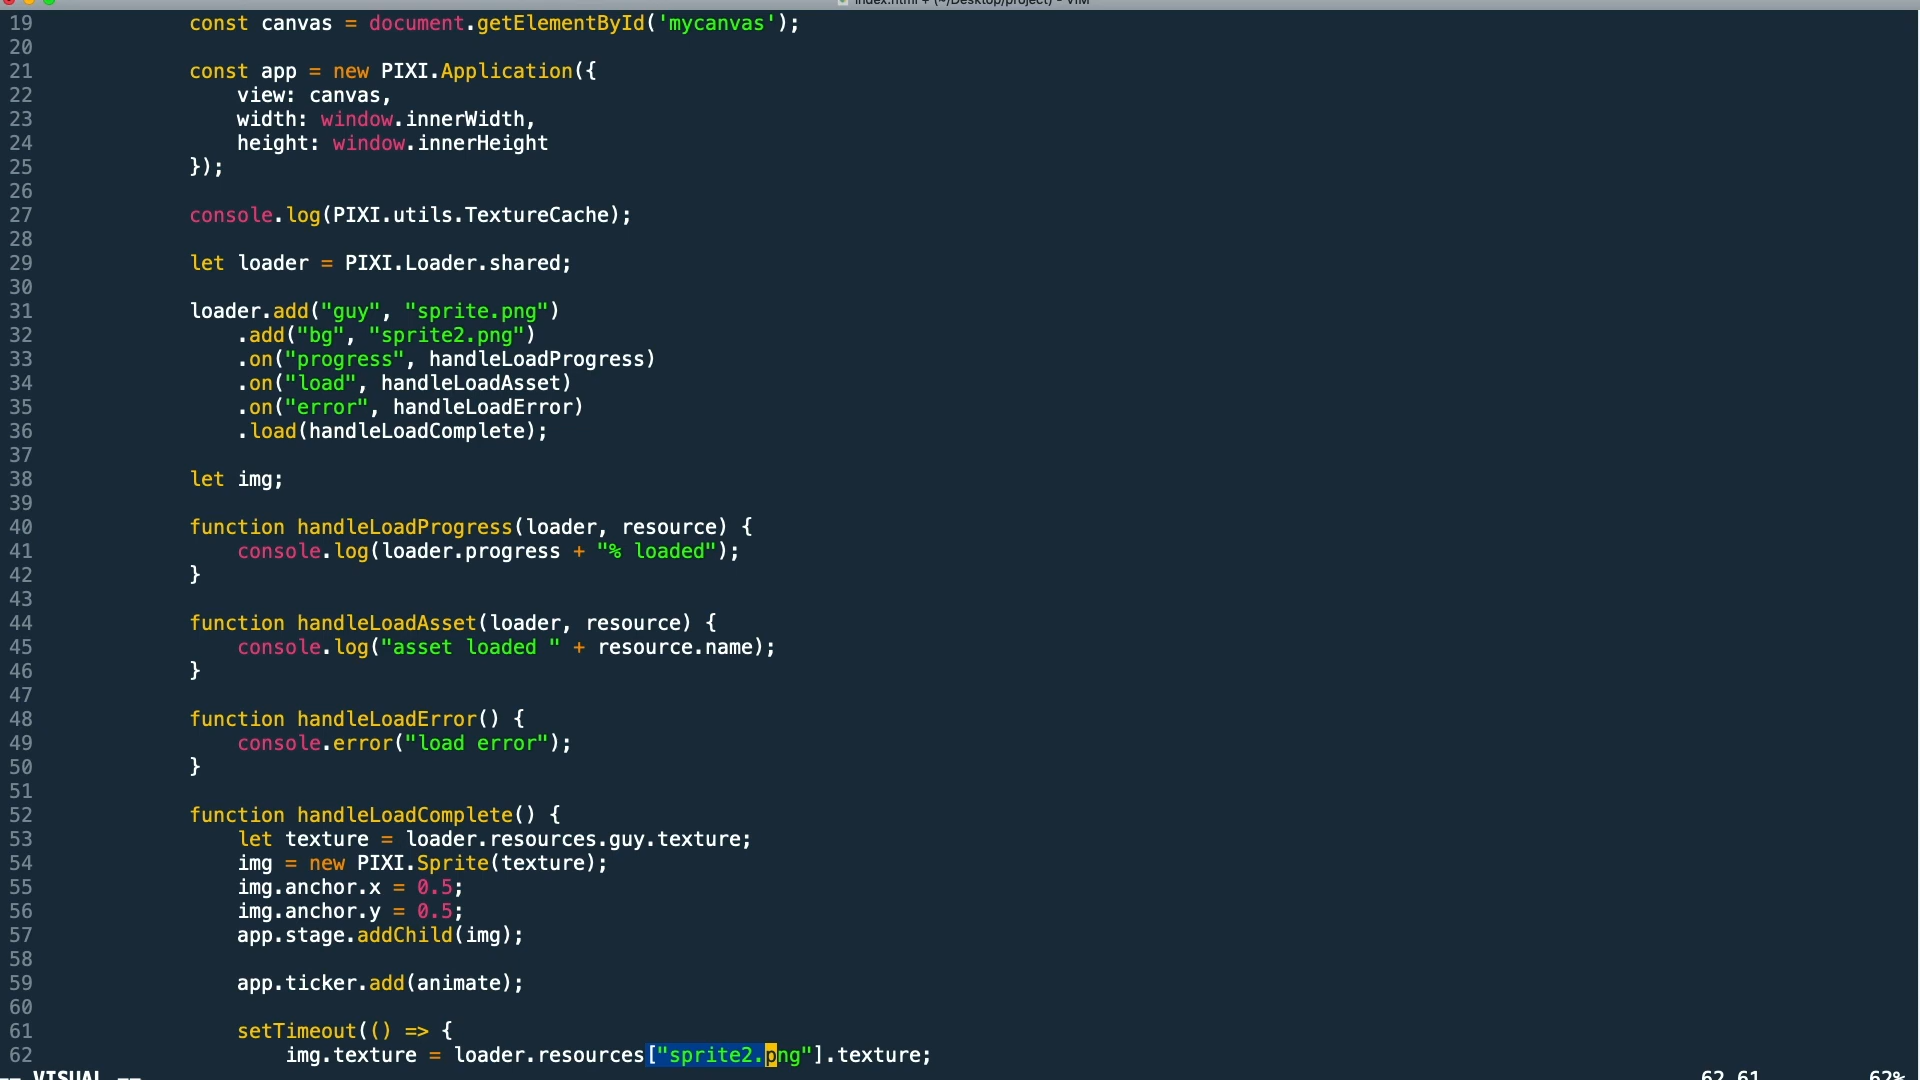 index.html + (~/Desktop/project) - VIM
19 const canvas = document.getElementById('mycanvas');
20
21 const app = new PIXI.Application({
22 view: canvas,
23 width: window.innerWidth,
24 height: window.innerHeight
25 });
26
27 console.log(PIXI.utils.TextureCache);
28
29 let loader = PIXI.Loader.shared;
30
31 loader.add("guy", "sprite.png")
32 .add("bg", "sprite2.png")
33 .on("progress", handleLoadProgress)
34 .on("load", handleLoadAsset)
35 .on("error", handleLoadError)
36 .load(handleLoadComplete);
37
38 let img;
39
40 function handleLoadProgress(loader, resource) {
41 console.log(loader.progress + "% loaded");
42 }
43
44 function handleLoadAsset(loader, resource) {
45 console.log("asset loaded " + resource.name);
46 }
47
48 function handleLoadError() {
49 console.error("load error");
50 }
51
52 function handleLoadComplete() {
53 let texture = loader.resources.guy.texture;
54 img = new PIXI.Sprite(texture);
55 img.anchor.x = 0.5;
56 img.anchor.y = 0.5;
57 app.stage.addChild(img);
58
59 app.ticker.add(animate);
60
61 setTimeout(() => {
62 img.texture = loader.resources["sprite2.png"].texture;
-- VISUAL -- 62,61 62%